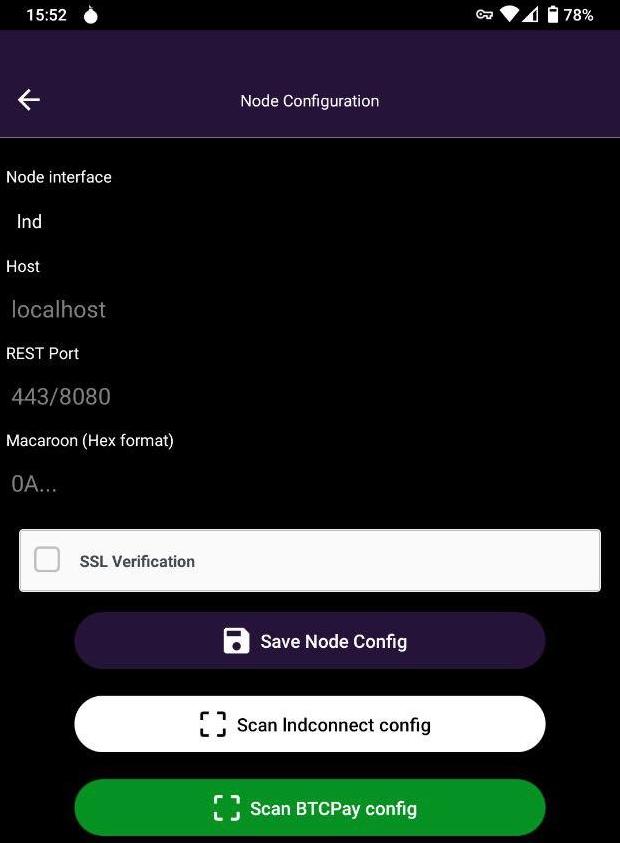 15:52 78%
Node Configuration
Node interface
lnd
Host
localhost
REST Port
443/8080
Macaroon (Hex format)
0A...
SSL Verification
Save Node Config
Scan lndconnect config
Scan BTCPay config